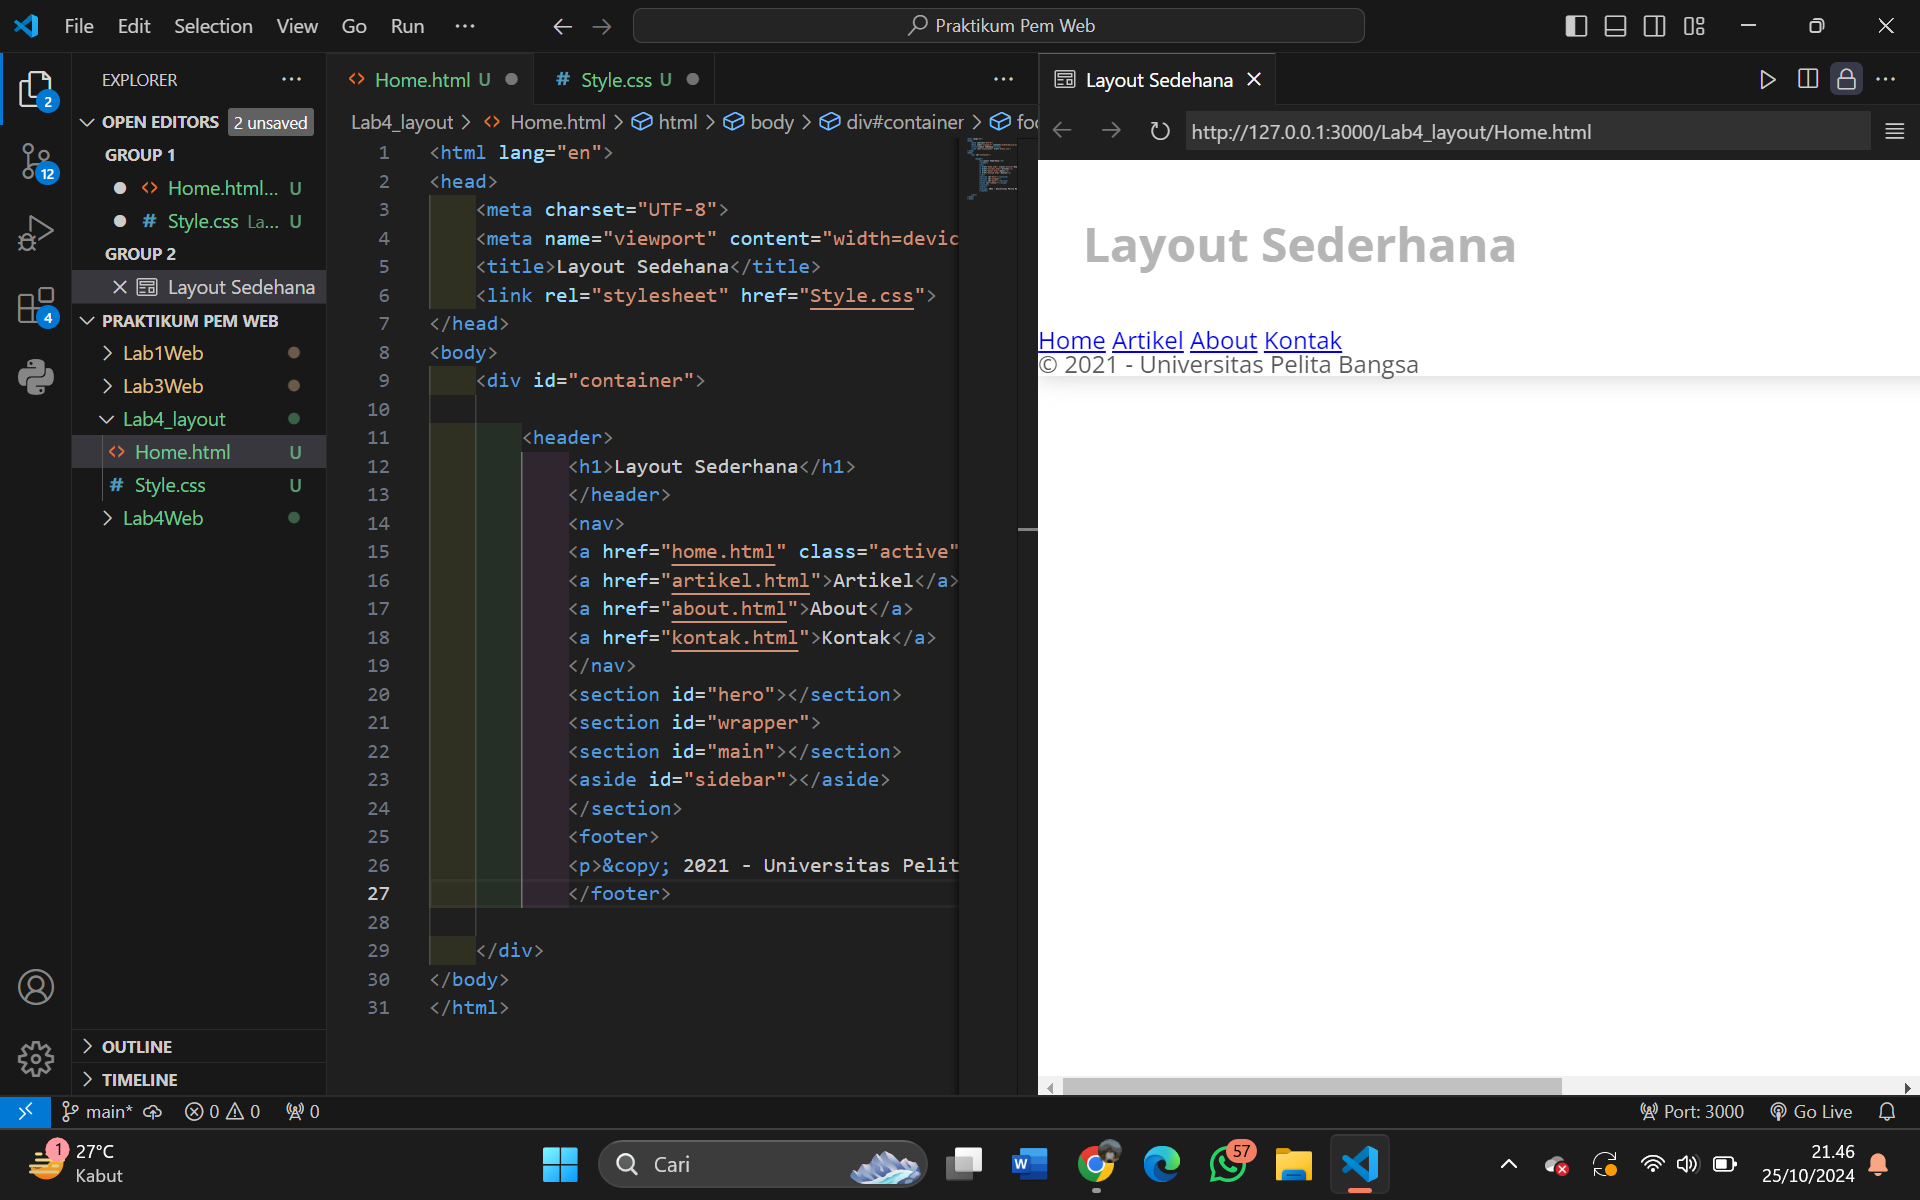 File Edit Selection View Go Run ···
Praktikum Pem Web
EXPLORER
OPEN EDITORS 2 unsaved
GROUP 1
Home.html... U
Style.css La... U
GROUP 2
Layout Sedehana
PRAKTIKUM PEM WEB
Lab1Web
Lab3Web
Lab4_layout
Home.html U
Style.css U
Lab4Web
OUTLINE
TIMELINE
2
12
4
Home.html U
Style.css U
Lab4_layout > Home.html > html > body > div#container >
1 <html lang="en">
2 <head>
3 <meta charset="UTF-8">
4 <meta name="viewport" content="width=devic
5 <title>Layout Sedehana</title>
6 <link rel="stylesheet" href="Style.css">
7 </head>
8 <body>
9 <div id="container">
10
11 <header>
12 <h1>Layout Sederhana</h1>
13 </header>
14 <nav>
15 <a href="home.html" class="active"
16 <a href="artikel.html">Artikel</a>
17 <a href="about.html">About</a>
18 <a href="kontak.html">Kontak</a>
19 </nav>
20 <section id="hero"></section>
21 <section id="wrapper">
22 <section id="main"></section>
23 <aside id="sidebar"></aside>
24 </section>
25 <footer>
26 <p>&copy; 2021 - Universitas Pelit
27 </footer>
28
29 </div>
30 </body>
31 </html>
Layout Sedehana
http://127.0.0.1:3000/Lab4_layout/Home.html
Layout Sederhana
Home Artikel About Kontak
© 2021 - Universitas Pelita Bangsa
main* 0 0 0
Port: 3000 Go Live
1
27°C
Kabut
Cari
57
21.46
25/10/2024